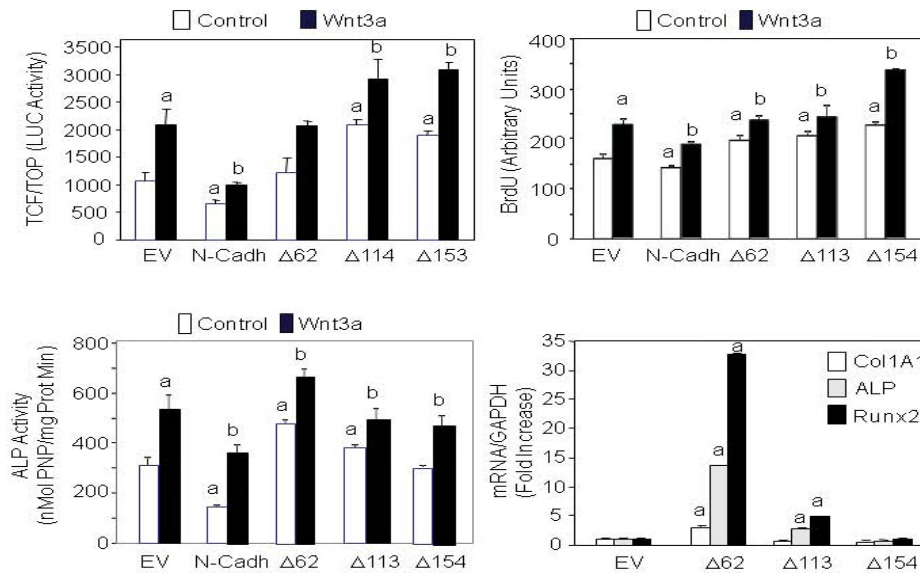 Control Wnt3a
TCF/TOP (LUC Activity)
3500
3000
2500
2000
1500
1000
500
0
a
a
b
a
b
a
b
EV N-Cadh Δ62 Δ114 Δ153
Control Wnt3a
BrdU (Arbitrary Units)
400
300
200
100
0
a
a
b
a
b
a
b
a
b
EV N-Cadh Δ62 Δ113 Δ154
Control Wnt3a
ALP Activity
(nMol PNP/mg Prot Min)
800
600
400
200
0
a
a
b
a
b
a
b
b
EV N-Cadh Δ62 Δ113 Δ154
mRNA/GAPDH
(Fold Increase)
35
30
25
20
15
10
5
0
Col1A1
ALP
Runx2
a
a
a
a
a
EV Δ62 Δ113 Δ154